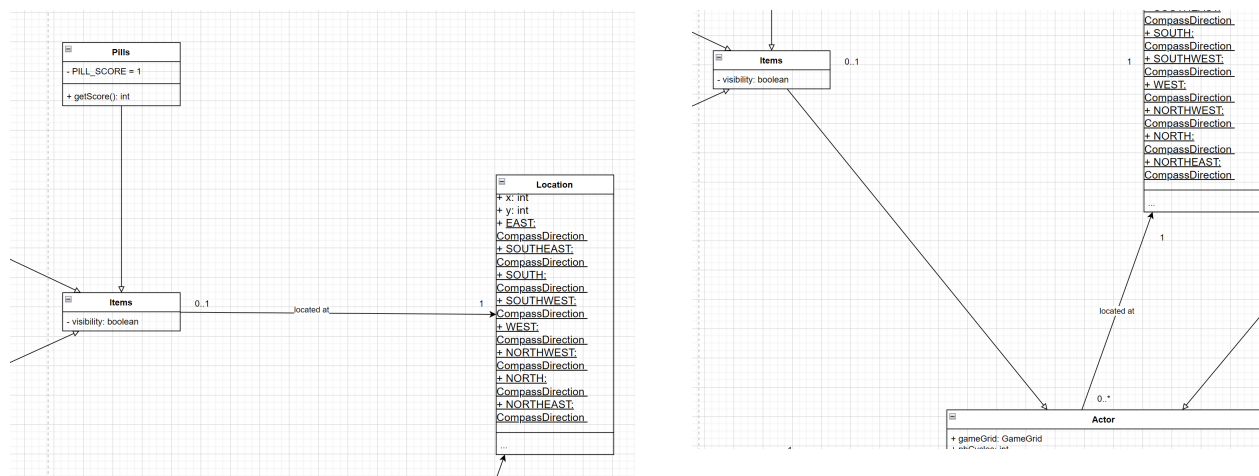 Pills
- PILL_SCORE = 1
+ getScore(): int
Items
- visibility: boolean
0..1
located at
1
Location
+ x: int
+ y: int
+ EAST:
CompassDirection
+ SOUTHEAST:
CompassDirection
+ SOUTH:
CompassDirection
+ SOUTHWEST:
CompassDirection
+ WEST:
CompassDirection
+ NORTHWEST:
CompassDirection
+ NORTH:
CompassDirection
+ NORTHEAST:
CompassDirection
...
Items
- visibility: boolean
0..1
1
CompassDirection
+ SOUTH:
CompassDirection
+ SOUTHWEST:
CompassDirection
+ WEST:
CompassDirection
+ NORTHWEST:
CompassDirection
+ NORTH:
CompassDirection
+ NORTHEAST:
CompassDirection
...
1
located at
0..*
Actor
+ gameGrid: GameGrid